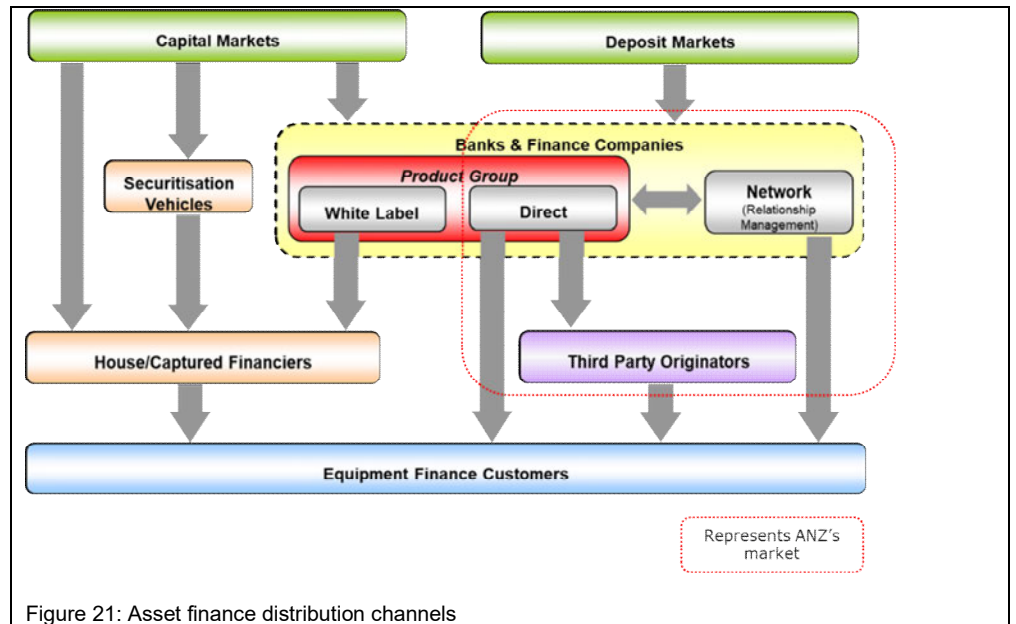 Capital Markets
Deposit Markets
Banks & Finance Companies
Securitisation
Vehicles
Product Group
White Label
Direct
Network
(Relationship
Management)
House/Captured Financiers
Third Party Originators
Equipment Finance Customers
Represents ANZ's
market
Figure 21: Asset finance distribution channels